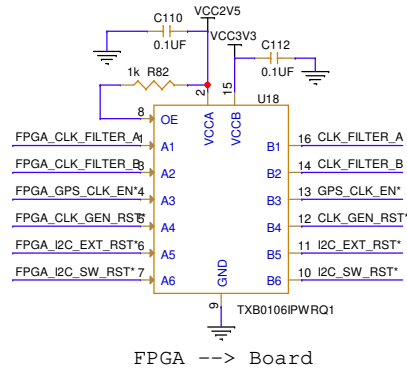 VCC2V5
C110
0.1UF
VCC3V3
C112
0.1UF
1k R82
2
15
U18
8
OE
VCCA
VCCB
FPGA_CLK_FILTER_A
1
A1
B1
16
CLK_FILTER_A
FPGA_CLK_FILTER_B
3
A2
B2
14
CLK_FILTER_B
FPGA_GPS_CLK_EN*
4
A3
B3
13
GPS_CLK_EN*
FPGA_CLK_GEN_RST*
A4
B4
12
CLK_GEN_RST*
FPGA_I2C_EXT_RST*
6
A5
B5
11
I2C_EXT_RST*
FPGA_I2C_SW_RST*
7
A6
B6
10
I2C_SW_RST*
GND
9
TXB0106IPWRQ1
FPGA --> Board